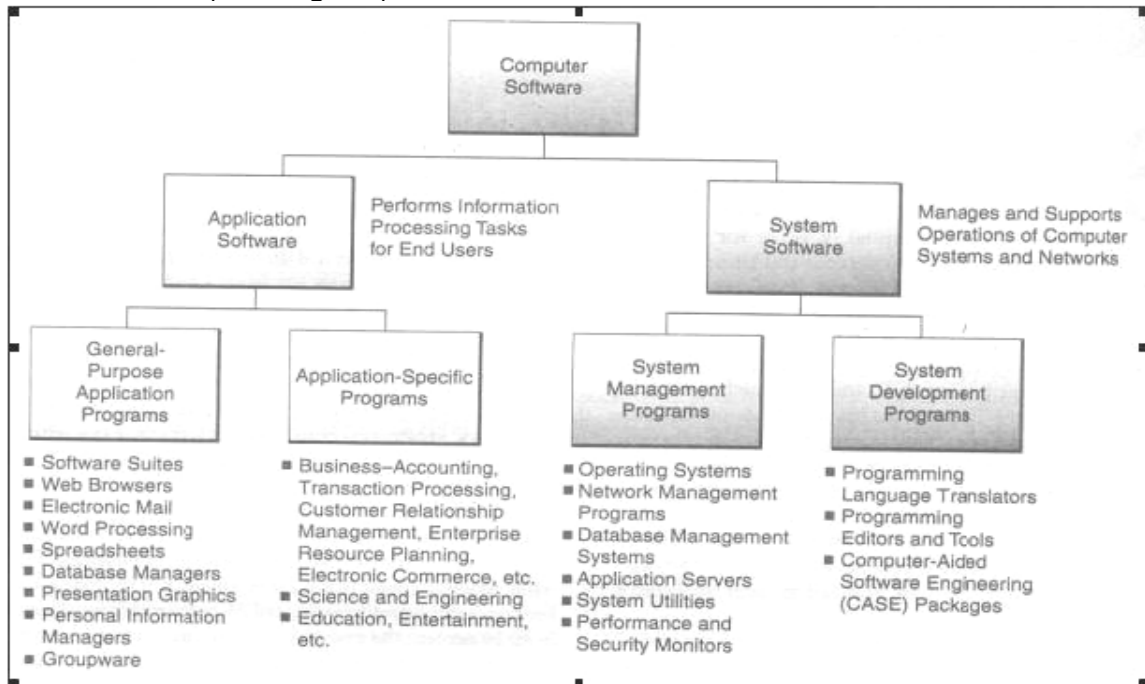 Computer
Software
Application
Software
Performs Information
Processing Tasks
for End Users
System
Software
Manages and Supports
Operations of Computer
Systems and Networks
General-
Purpose
Application
Programs
Application-Specific
Programs
System
Management
Programs
System
Development
Programs
■ Software Suites
■ Web Browsers
■ Electronic Mail
■ Word Processing
■ Spreadsheets
■ Database Managers
■ Presentation Graphics
■ Personal Information
Managers
■ Groupware
■ Business–Accounting,
Transaction Processing,
Customer Relationship
Management, Enterprise
Resource Planning,
Electronic Commerce, etc.
■ Science and Engineering
■ Education, Entertainment,
etc.
■ Operating Systems
■ Network Management
Programs
■ Database Management
Systems
■ Application Servers
■ System Utilities
■ Performance and
Security Monitors
■ Programming
Language Translators
■ Programming
Editors and Tools
■ Computer-Aided
Software Engineering
(CASE) Packages